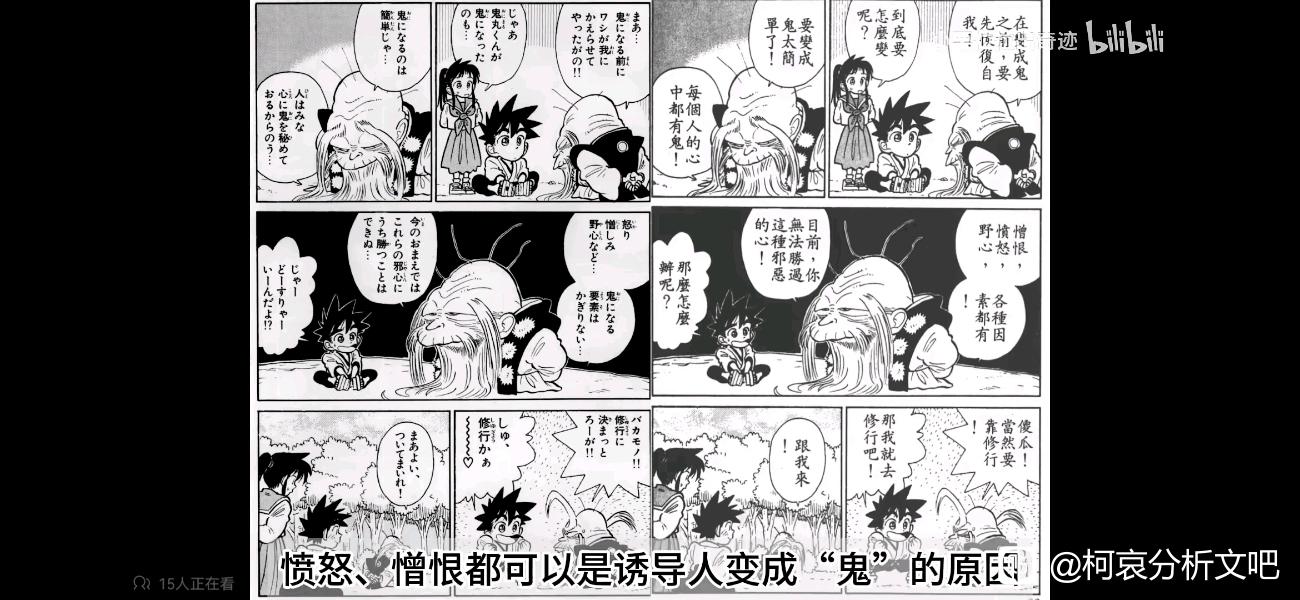 まあ…
鬼になる前に
ワシが我に
かえらせて
やったがの!!
じゃあ
鬼丸くんが
鬼になった
のも…
鬼になるのは
簡単じゃ…
人はみな
心に鬼を秘めて
おるからのう…
怒り
憎しみ
野心など…
鬼になる
要素は
かぎりない…
今のおまえでは
これらの邪心に
うち勝つことは
できぬ…
じゃー
どーすりゃー
いーんだよ!?
バカモノ!!
修行に
決まっと
ろーが!!
しゅ、
修行かぁ
~~~♡
まあよい、
ついてまいれ!
在變成鬼
之前，要
先恢復自
我
到底要
怎麼變
呢？
要變成
鬼太簡
單了！
每個人的心
中都有鬼！
憎恨，
憤怒，
野心，
各種因
素都有
！
目前，你
無法勝過
這種邪惡
的心！
那麼怎麼
辦呢？
傻瓜！
當然要
靠修行
！
那我就去
修行吧！
跟我來
！
奇迹
bilibili
愤怒、憎恨都可以是诱导人变成“鬼”的原因
15人正在看
@柯哀分析文吧